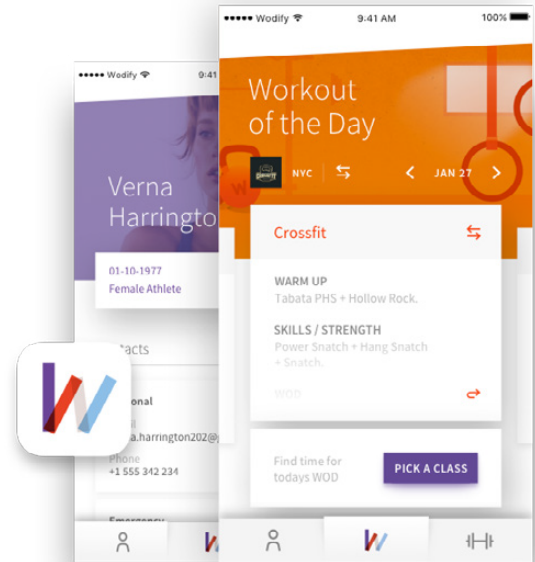 Wodify
9:41 AM
100%
Workout
of the Day
NYC
JAN 27
Crossfit
WARM UP
Tabata PHS + Hollow Rock.
SKILLS / STRENGTH
Power Snatch + Hang Snatch
+ Snatch.
WOD
Find time for
todays WOD
PICK A CLASS
Wodify
9:41
Verna
Harringto
01-10-1977
Female Athlete
tacts
onal
il
a.harrington202@
Phone
+1 555 342 234
Emergency